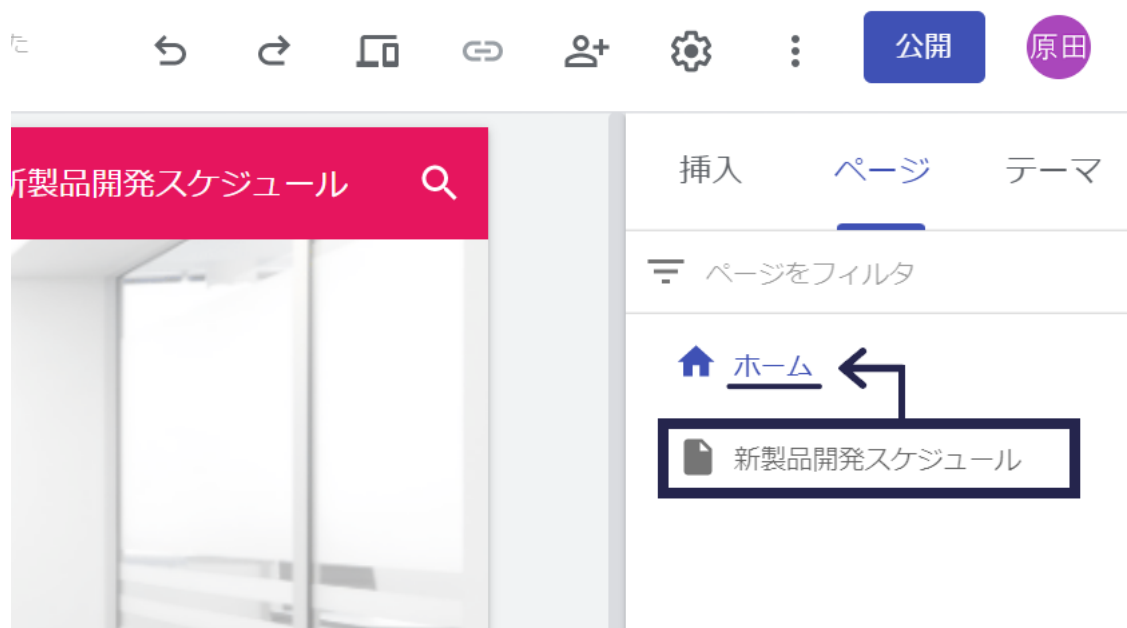 た
公開
原田
新製品開発スケジュール
挿入
ページ
テーマ
ページをフィルタ
ホーム
新製品開発スケジュール